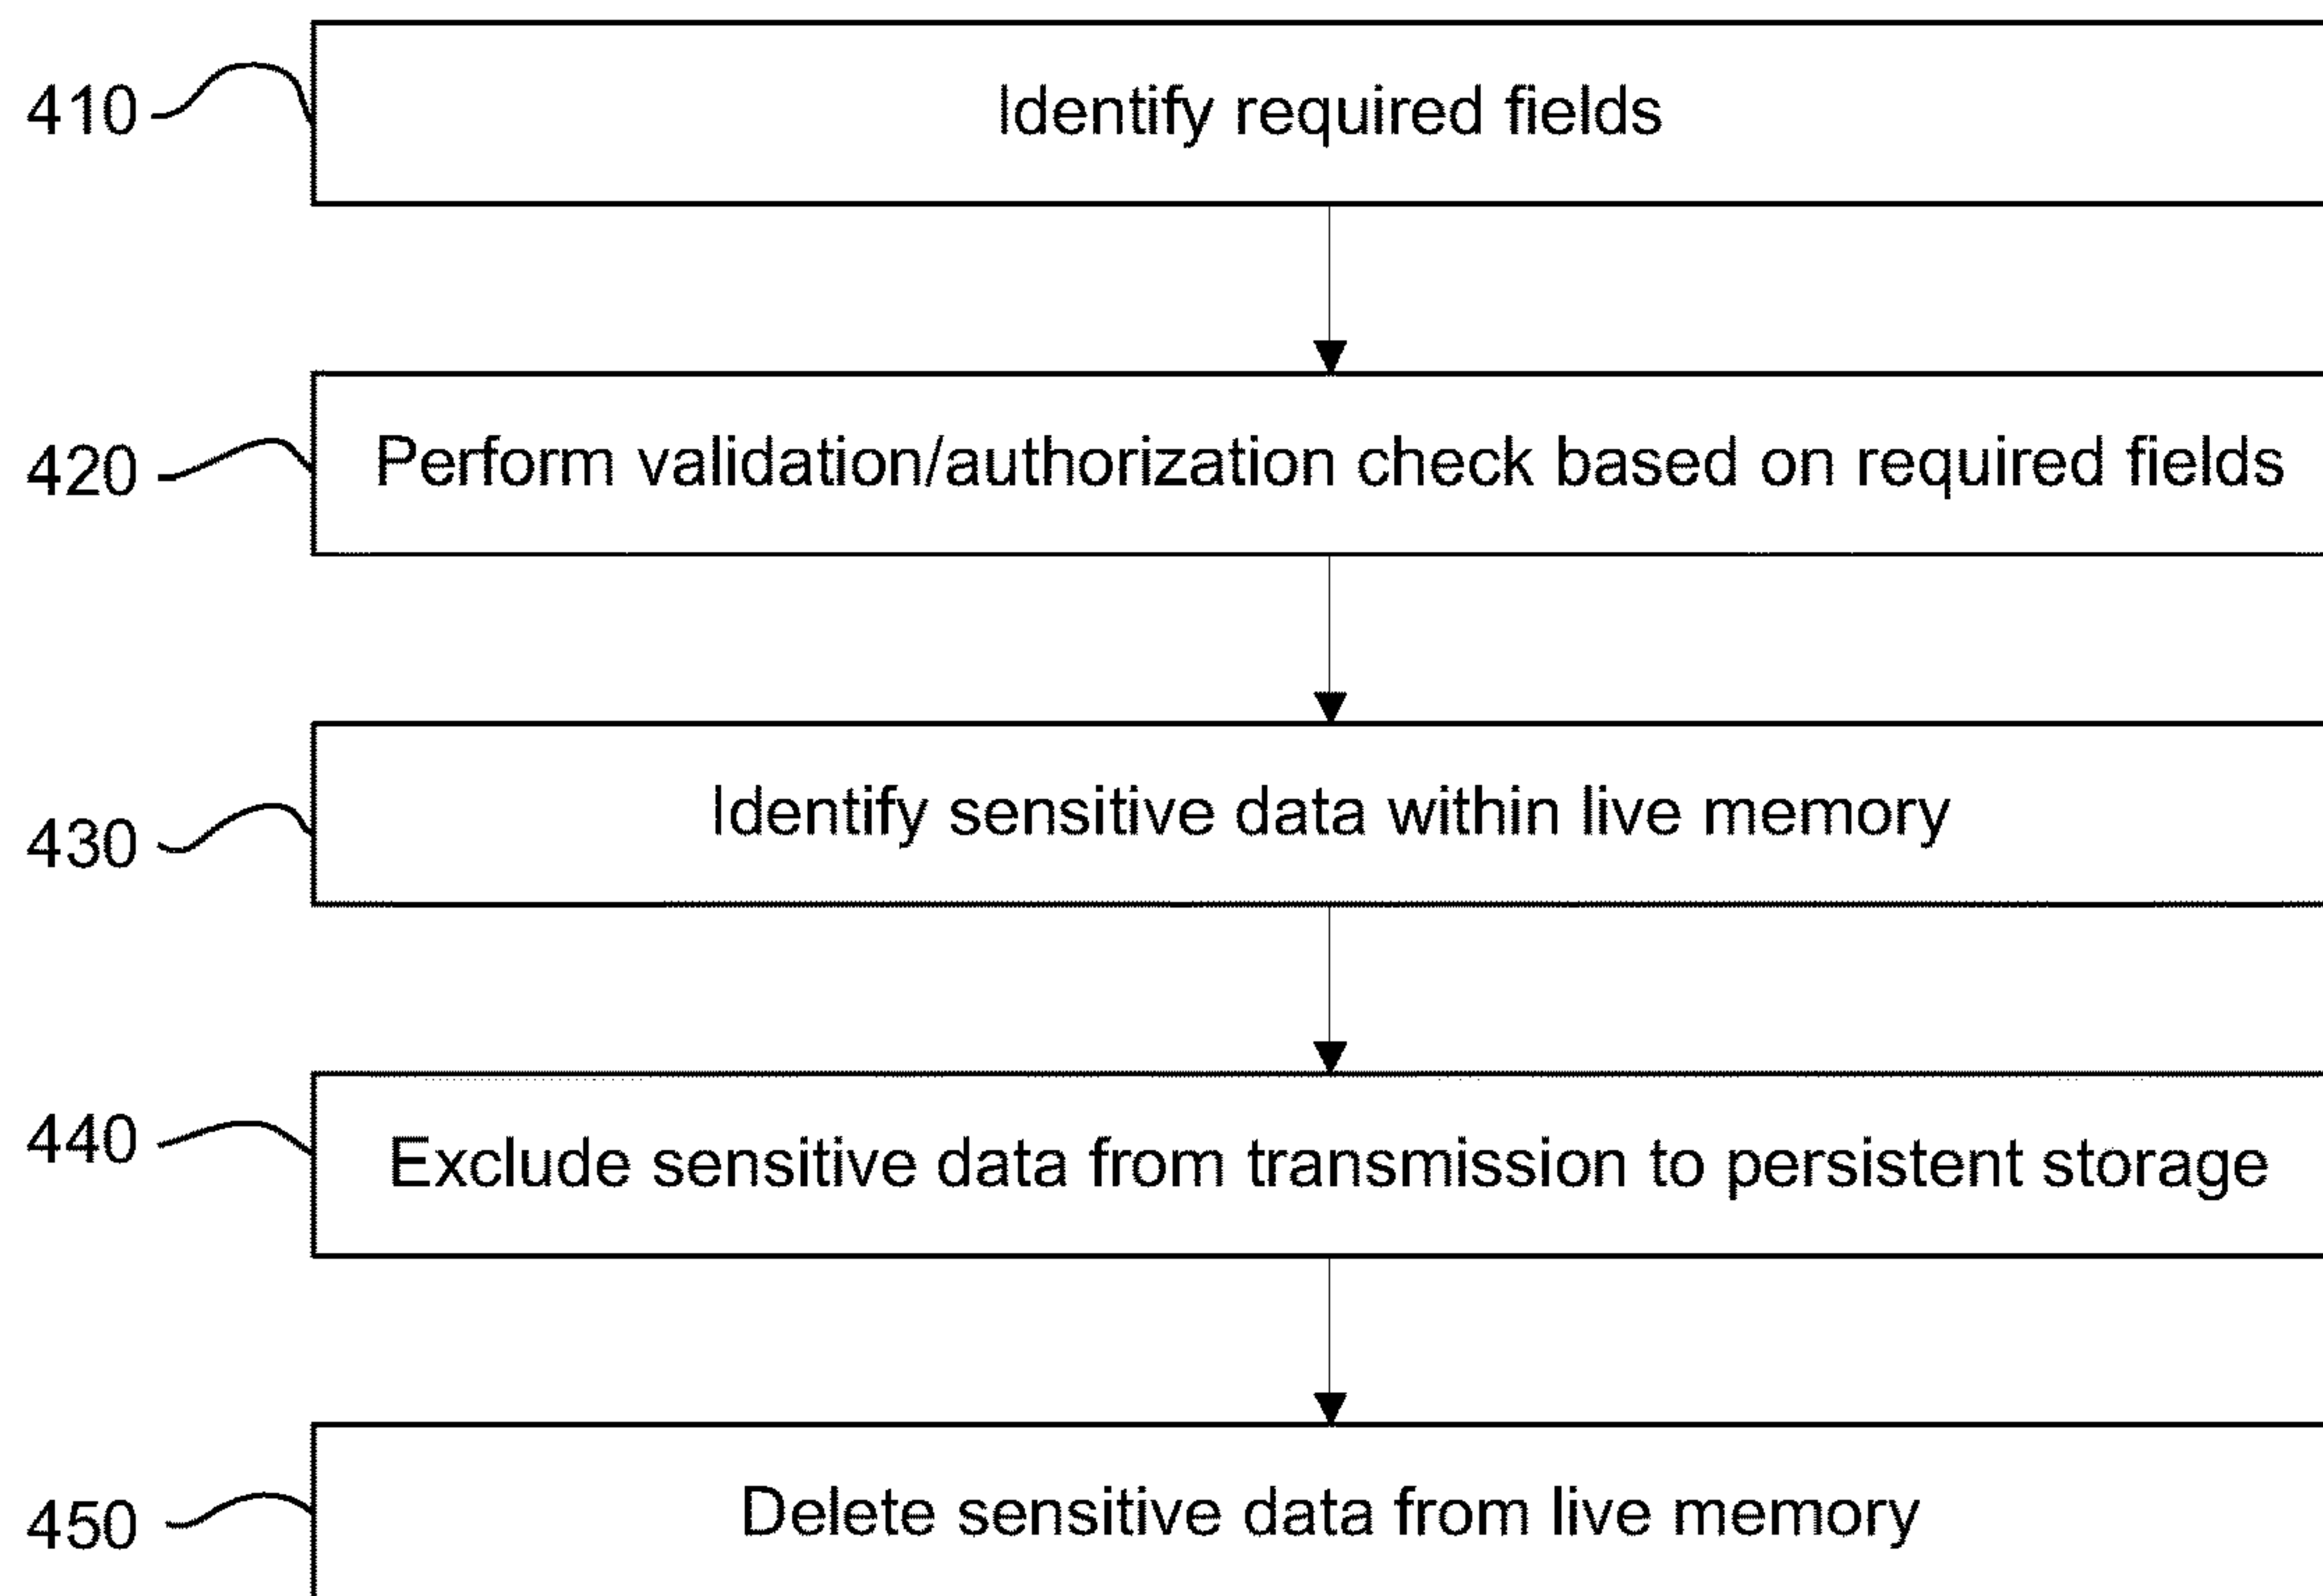 410
Identify required fields
420
Perform validation/authorization check based on required fields
430
Identify sensitive data within live memory
440
Exclude sensitive data from transmission to persistent storage
450
Delete sensitive data from live memory